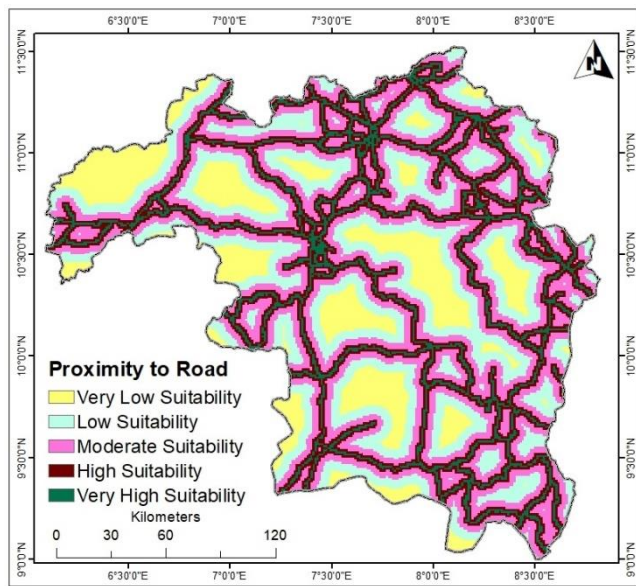 6°30'0"E 7°0'0"E 7°30'0"E 8°0'0"E 8°30'0"E
11°30'0"N
11°30'0"N
N
11°0'0"N
11°0'0"N
10°30'0"N
10°30'0"N
10°0'0"N
10°0'0"N
9°30'0"N
9°30'0"N
9°0'0"N
9°0'0"N
Proximity to Road
Very Low Suitability
Low Suitability
Moderate Suitability
High Suitability
Very High Suitability
Kilometers
0 30 60 120
6°30'0"E 7°0'0"E 7°30'0"E 8°0'0"E 8°30'0"E